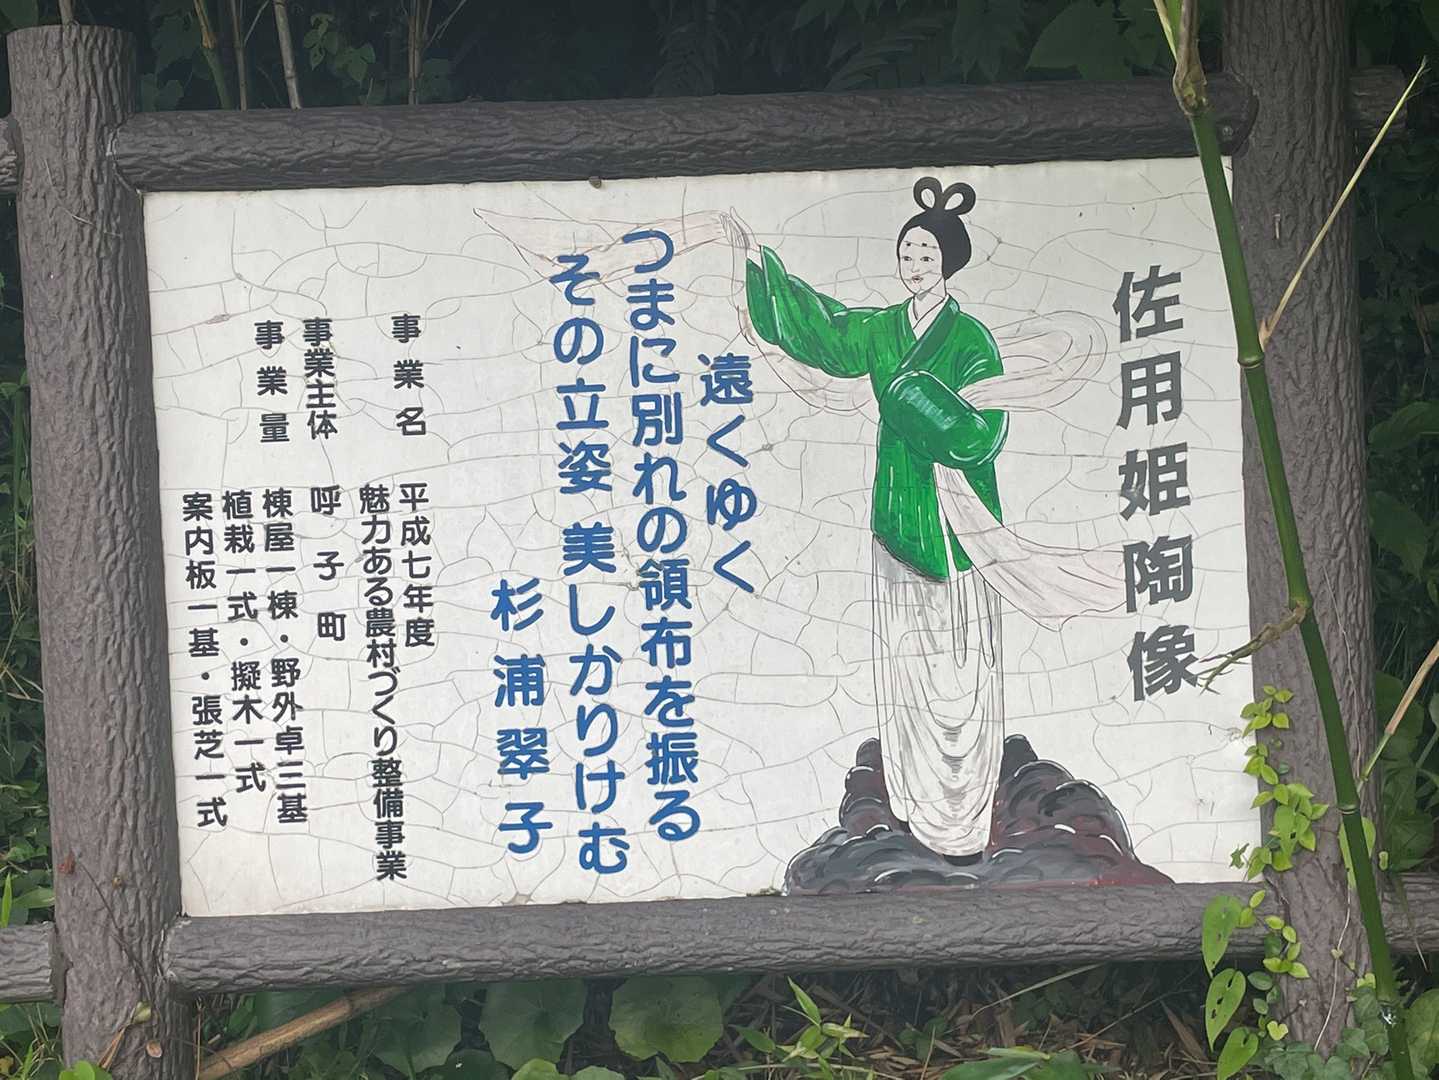 佐用姫陶像
遠くゆく
つまに別れの領布を振る
その立姿 美しかりけむ
杉浦翠子
事業名 平成七年度
魅力ある農村づくり整備事業
事業主体 呼子町
事業量 棟屋一棟・野外卓三基
植栽一式・擬木一式
案内板一基・張芝一式